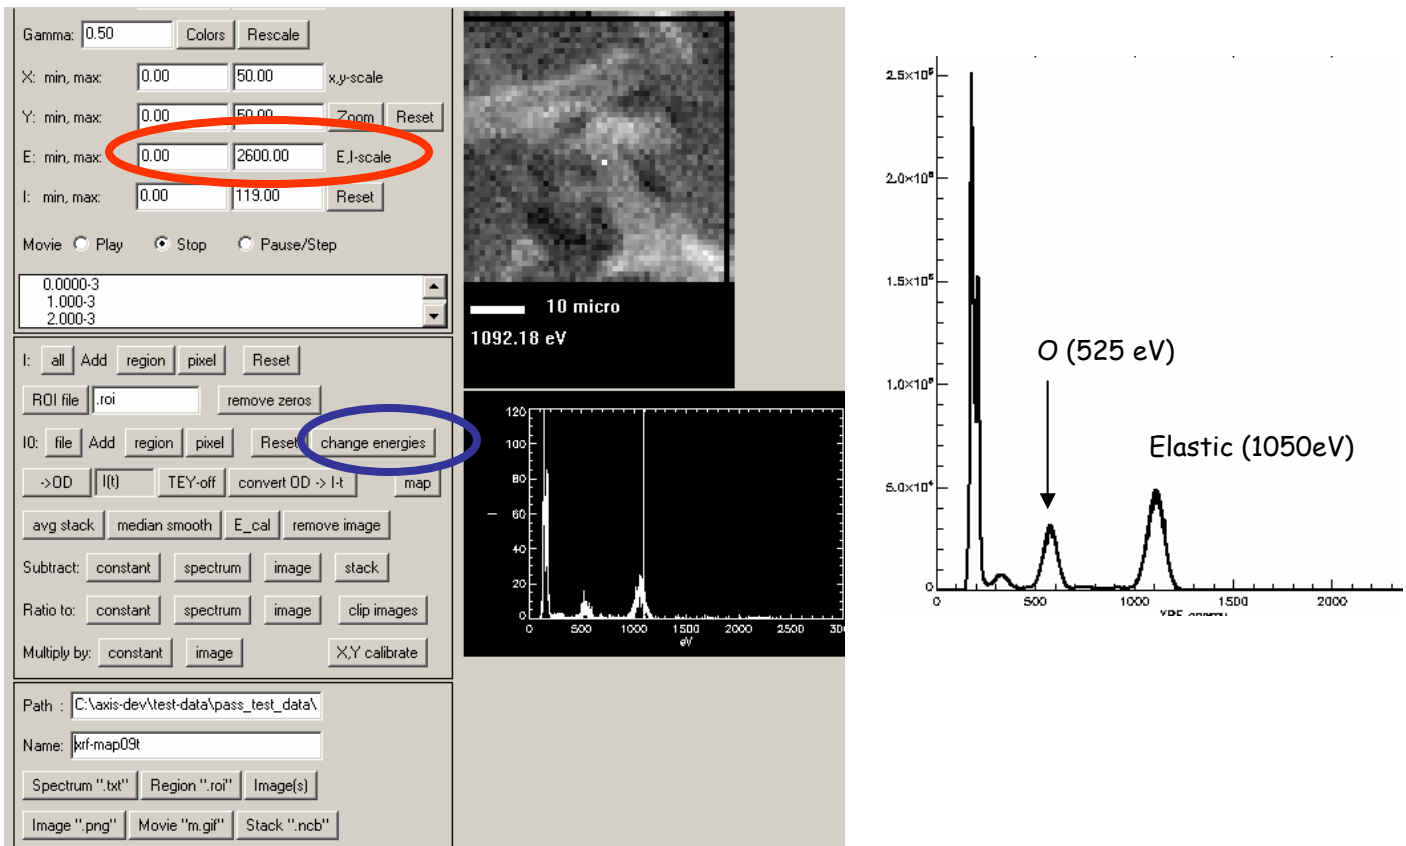 Gamma: 0.50 Colors Rescale
X: min, max: 0.00 50.00 x,y-scale
Y: min, max: 0.00 50.00 Zoom Reset
E: min, max: 0.00 2600.00 E,I-scale
I: min, max: 0.00 119.00 Reset
Movie Play Stop Pause/Step
0.0000-3
1.000-3
2.000-3
I: all Add region pixel Reset
ROI file .roi remove zeros
I0: file Add region pixel Reset change energies
->OD I(t) TEY-off convert OD -> I-t map
avg stack median smooth E_cal remove image
Subtract: constant spectrum image stack
Ratio to: constant spectrum image clip images
Multiply by: constant image X,Y calibrate
Path : C:\axis-dev\test-data\pass_test_data\
Name: xrf-map09t
Spectrum ".txt" Region ".roi" Image(s)
Image ".png" Movie "m.gif" Stack ".ncb"
10 micro
1092.18 eV
120
100
80
60
40
20
0
I
0 500 1000 1500 2000 2500
eV
2.5×10⁵
2.0×10⁵
1.5×10⁵
1.0×10⁵
5.0×10⁴
0
O (525 eV)
Elastic (1050eV)
0 500 1000 1500 2000